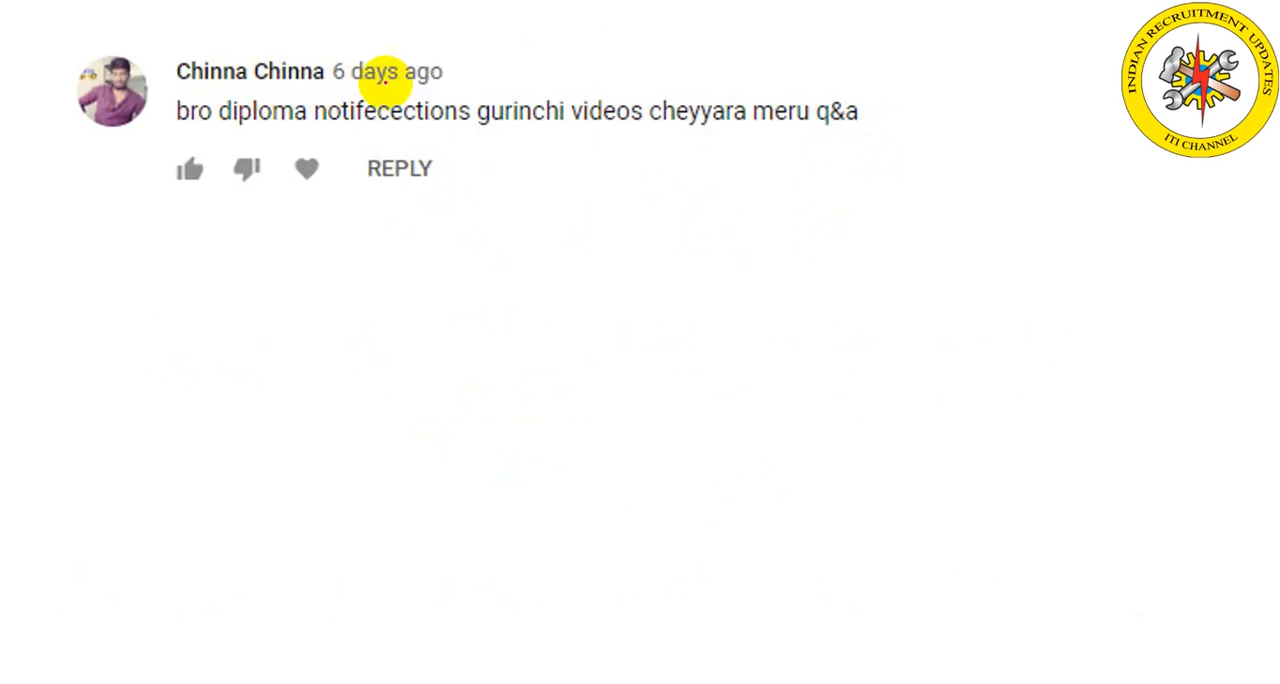 Chinna Chinna 6 days ago
bro diploma notifecections gurinchi videos cheyyara meru q&a
REPLY
INDIAN RECRUITMENT UPDATES
ITI CHANNEL